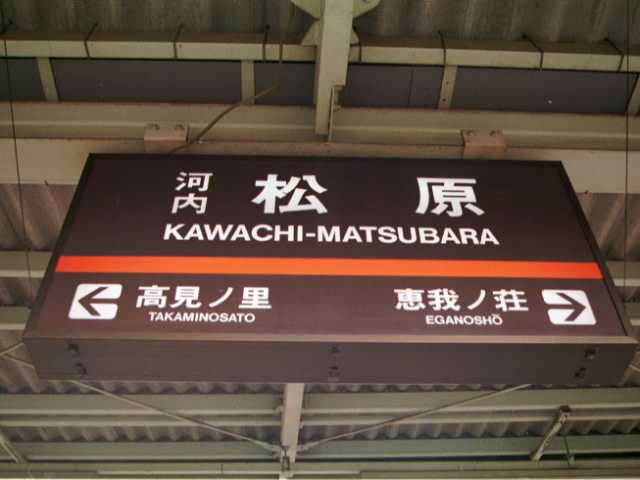 河内 松原
KAWACHI-MATSUBARA
高見ノ里 恵我ノ荘
TAKAMINOSATO EGANOSHŌ